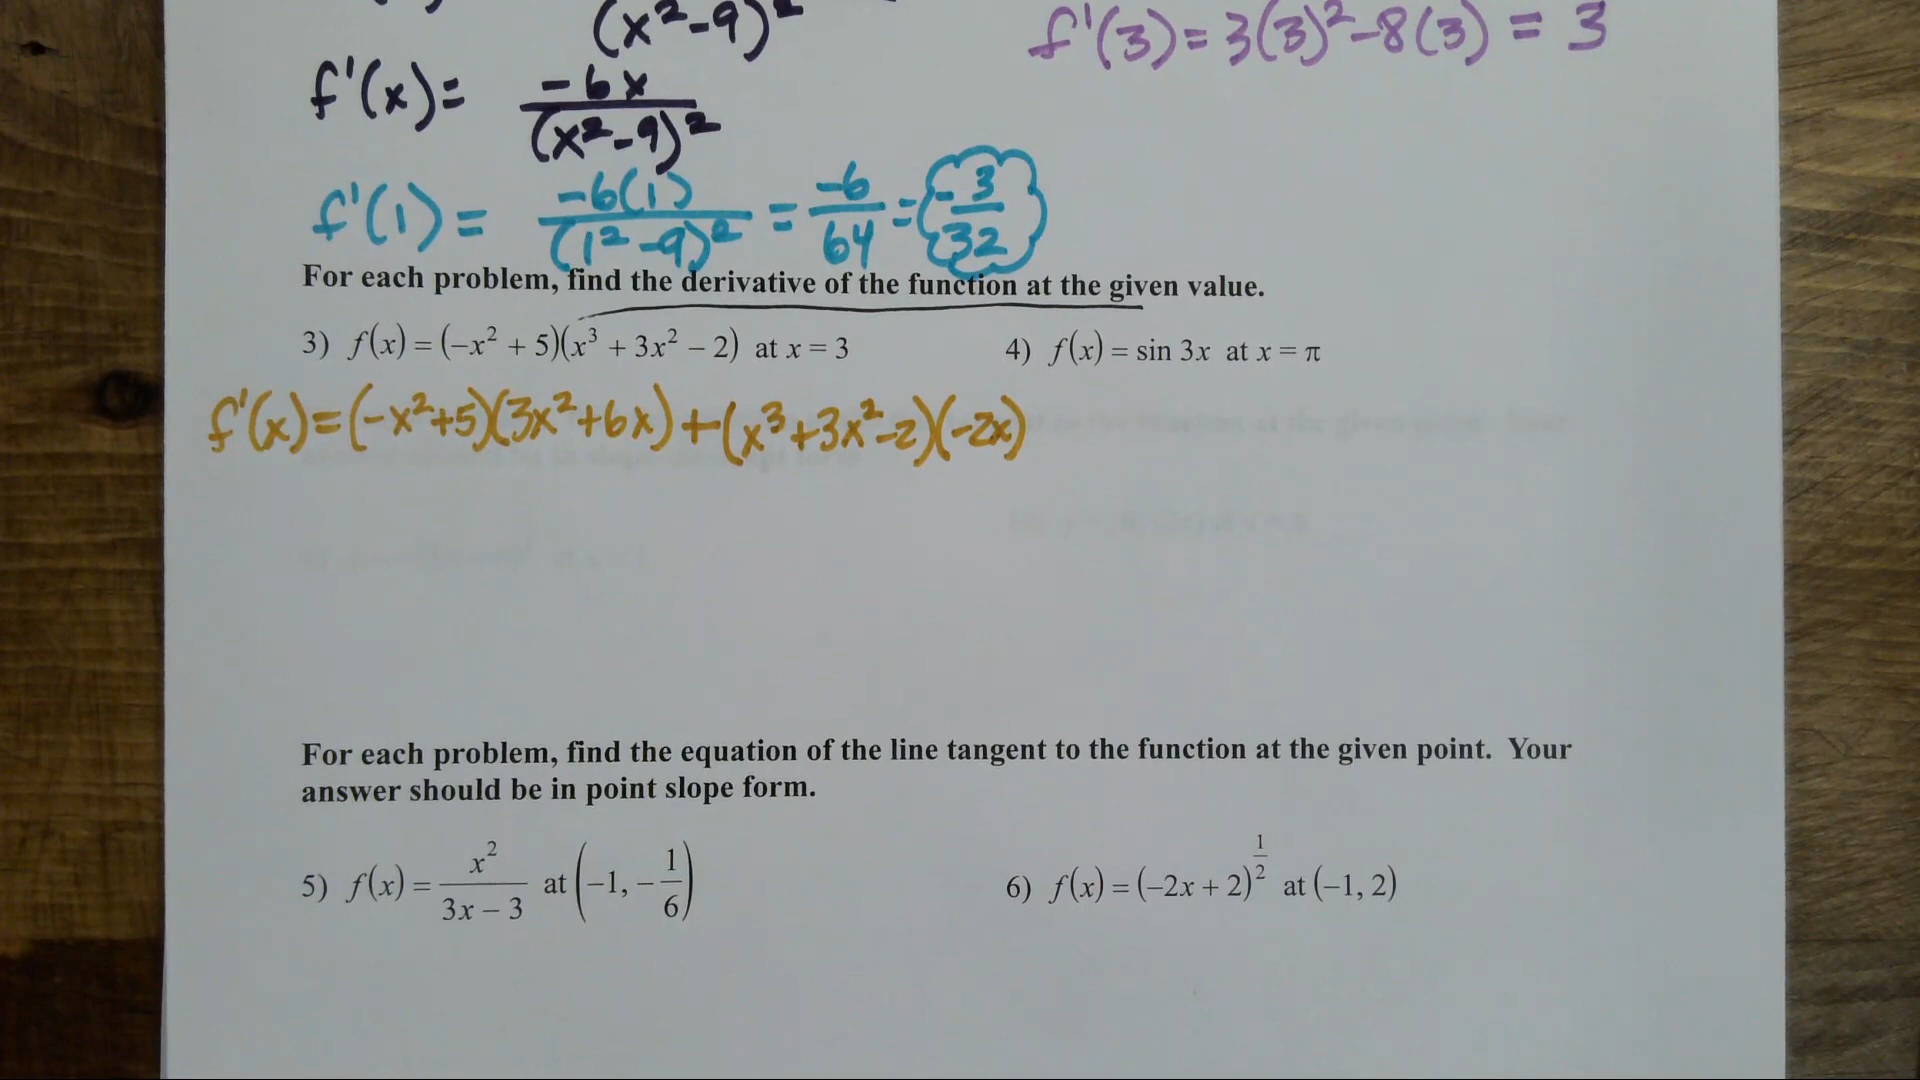 (x²-9)²
f'(3) = 3(3)²-8(3) = 3
f'(x) = -6x/(x²-9)²
f'(1) = -6(1)/(1²-9)² = -6/64 = -3/32
For each problem, find the derivative of the function at the given value.
3) f(x) = (-x² + 5)(x³ + 3x² - 2) at x = 3
4) f(x) = sin 3x at x = π
f'(x) = (-x²+5)(3x²+6x)+(x³+3x²-2)(-2x)
For each problem, find the equation of the line tangent to the function at the given point. Your
answer should be in point slope form.
5) f(x) = x²/(3x - 3) at (-1, -1/6)
6) f(x) = (-2x + 2)^(1/2) at (-1, 2)